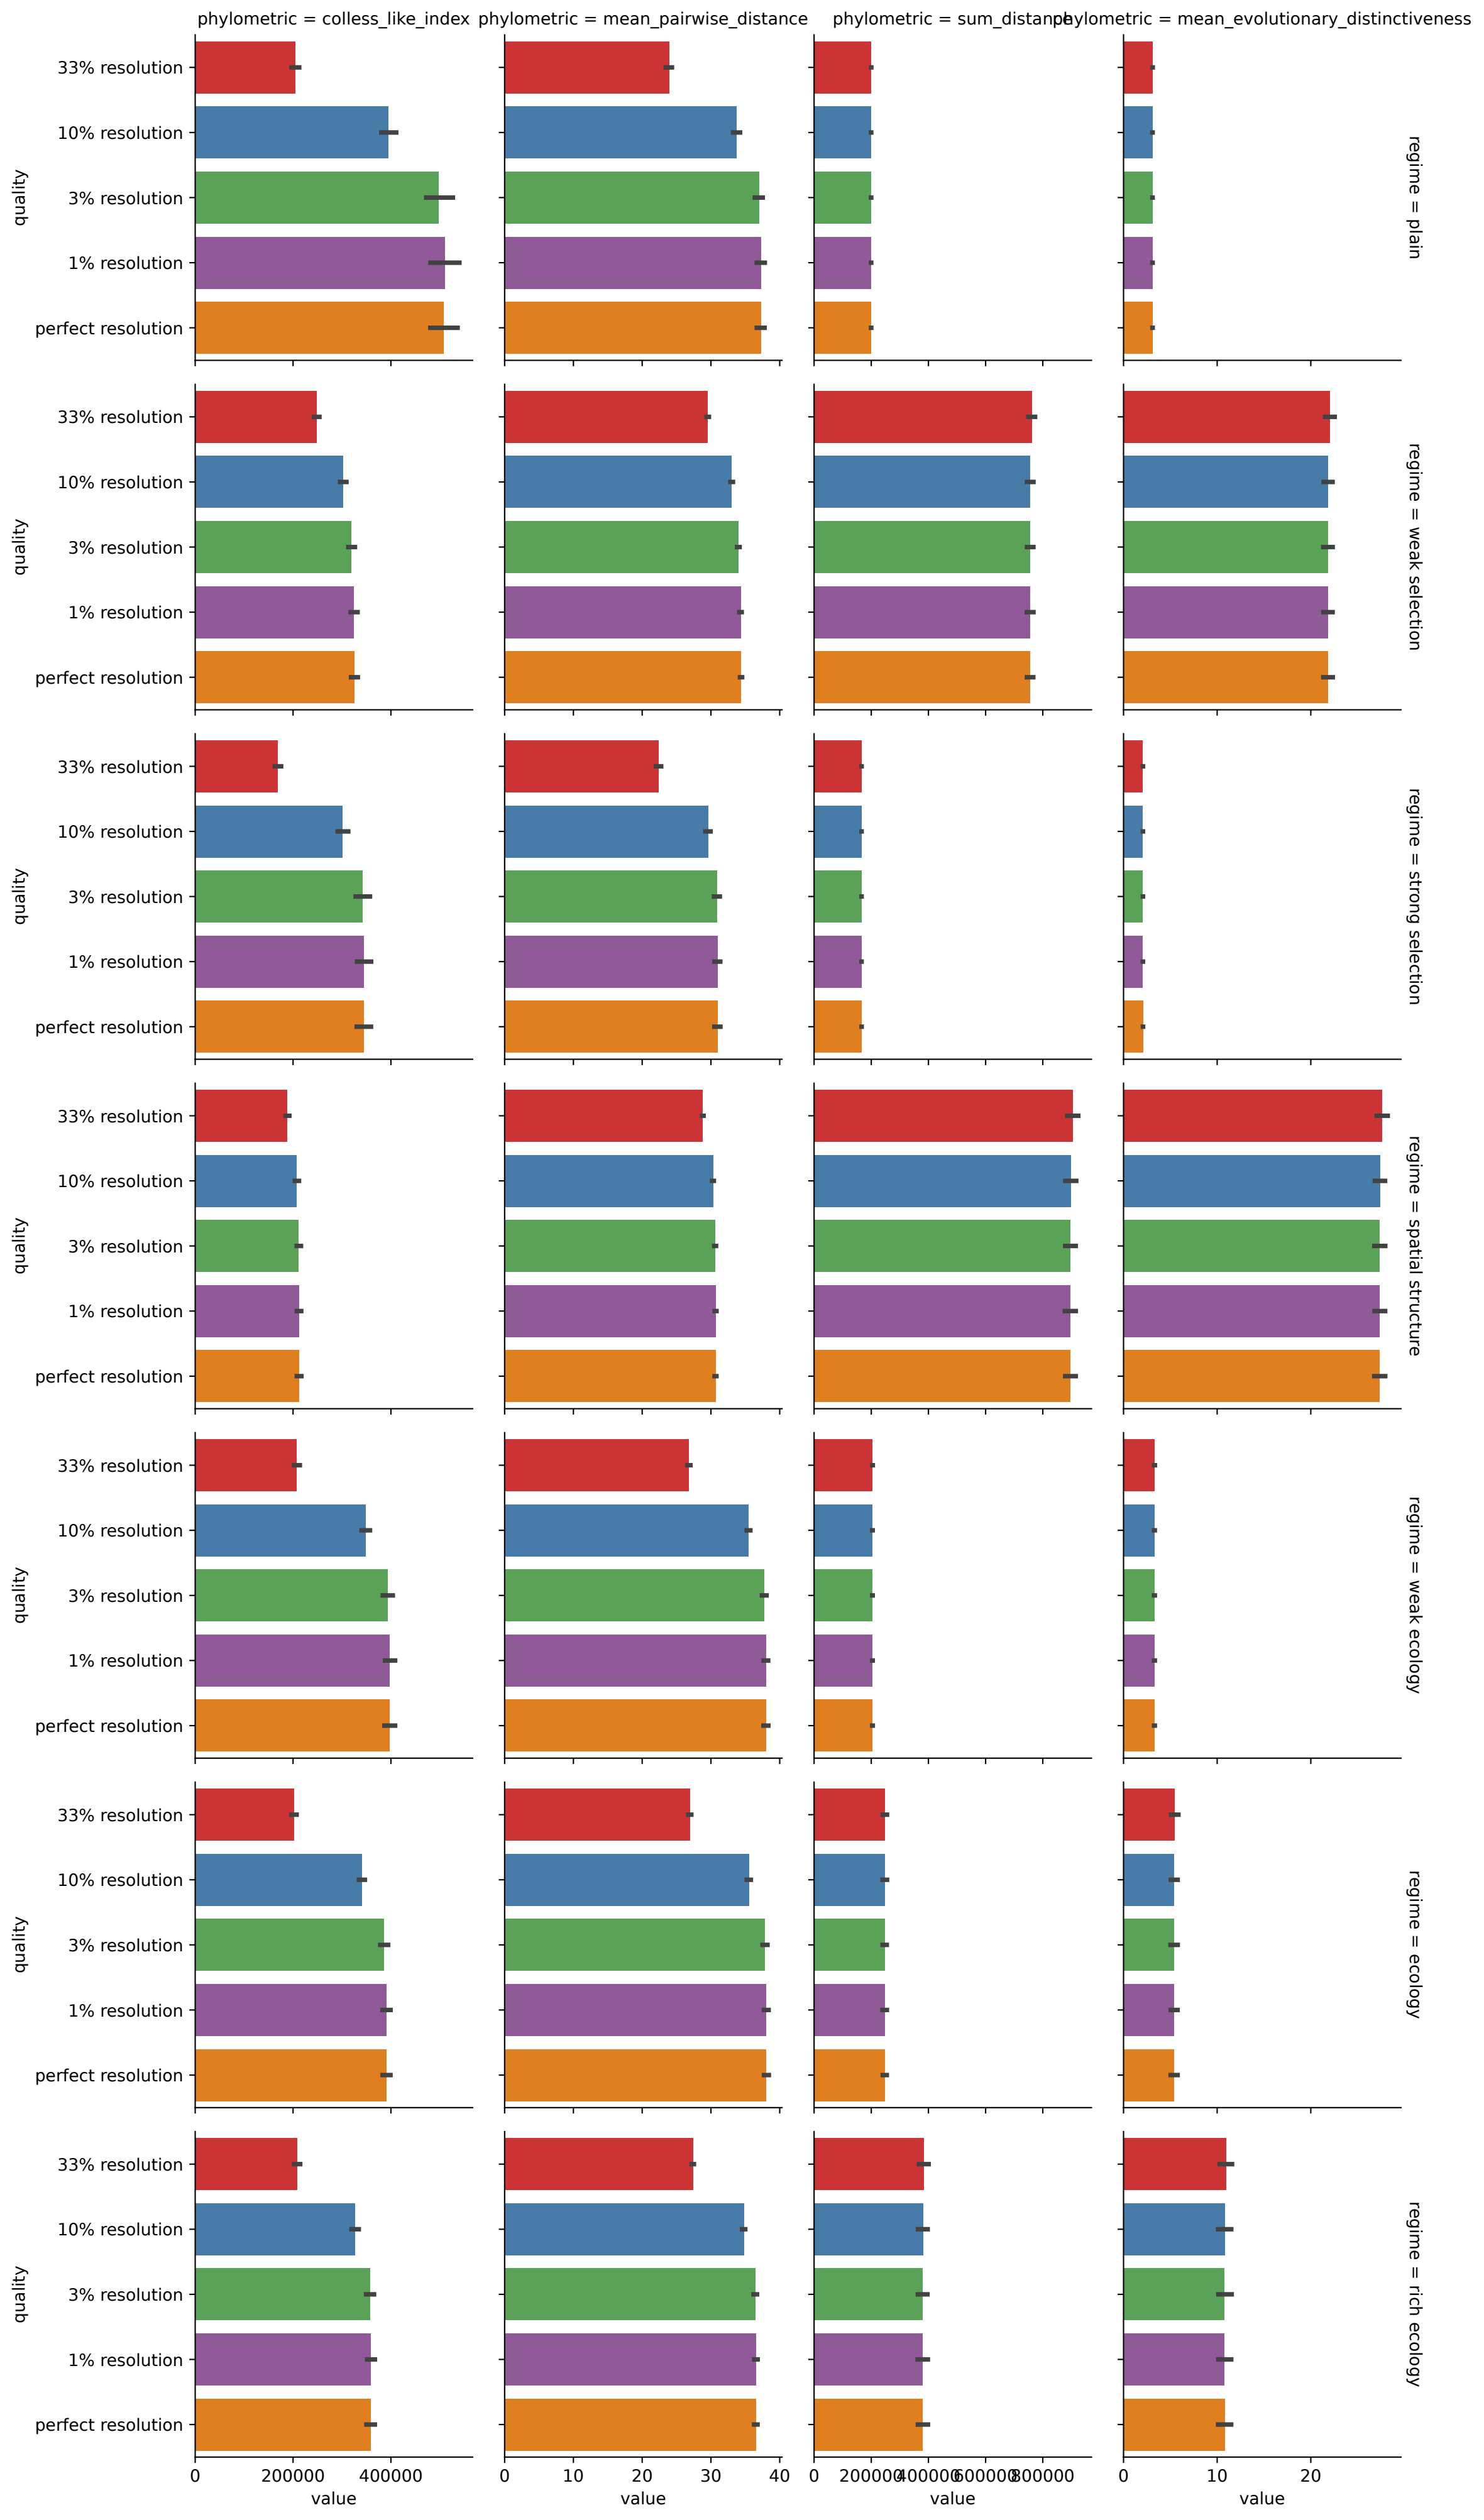 phylometric = colless_like_index
phylometric = mean_pairwise_distance
phylometric = sum_distance
phylometric = mean_evolutionary_distinctiveness
33% resolution
10% resolution
3% resolution
1% resolution
perfect resolution
quality
regime = plain
33% resolution
10% resolution
3% resolution
1% resolution
perfect resolution
quality
regime = weak selection
33% resolution
10% resolution
3% resolution
1% resolution
perfect resolution
quality
regime = strong selection
33% resolution
10% resolution
3% resolution
1% resolution
perfect resolution
quality
regime = spatial structure
33% resolution
10% resolution
3% resolution
1% resolution
perfect resolution
quality
regime = weak ecology
33% resolution
10% resolution
3% resolution
1% resolution
perfect resolution
quality
regime = ecology
33% resolution
10% resolution
3% resolution
1% resolution
perfect resolution
quality
regime = rich ecology
0 200000 400000
value
0 10 20 30 40
value
0 200000 400000 600000 800000
value
0 10 20
value